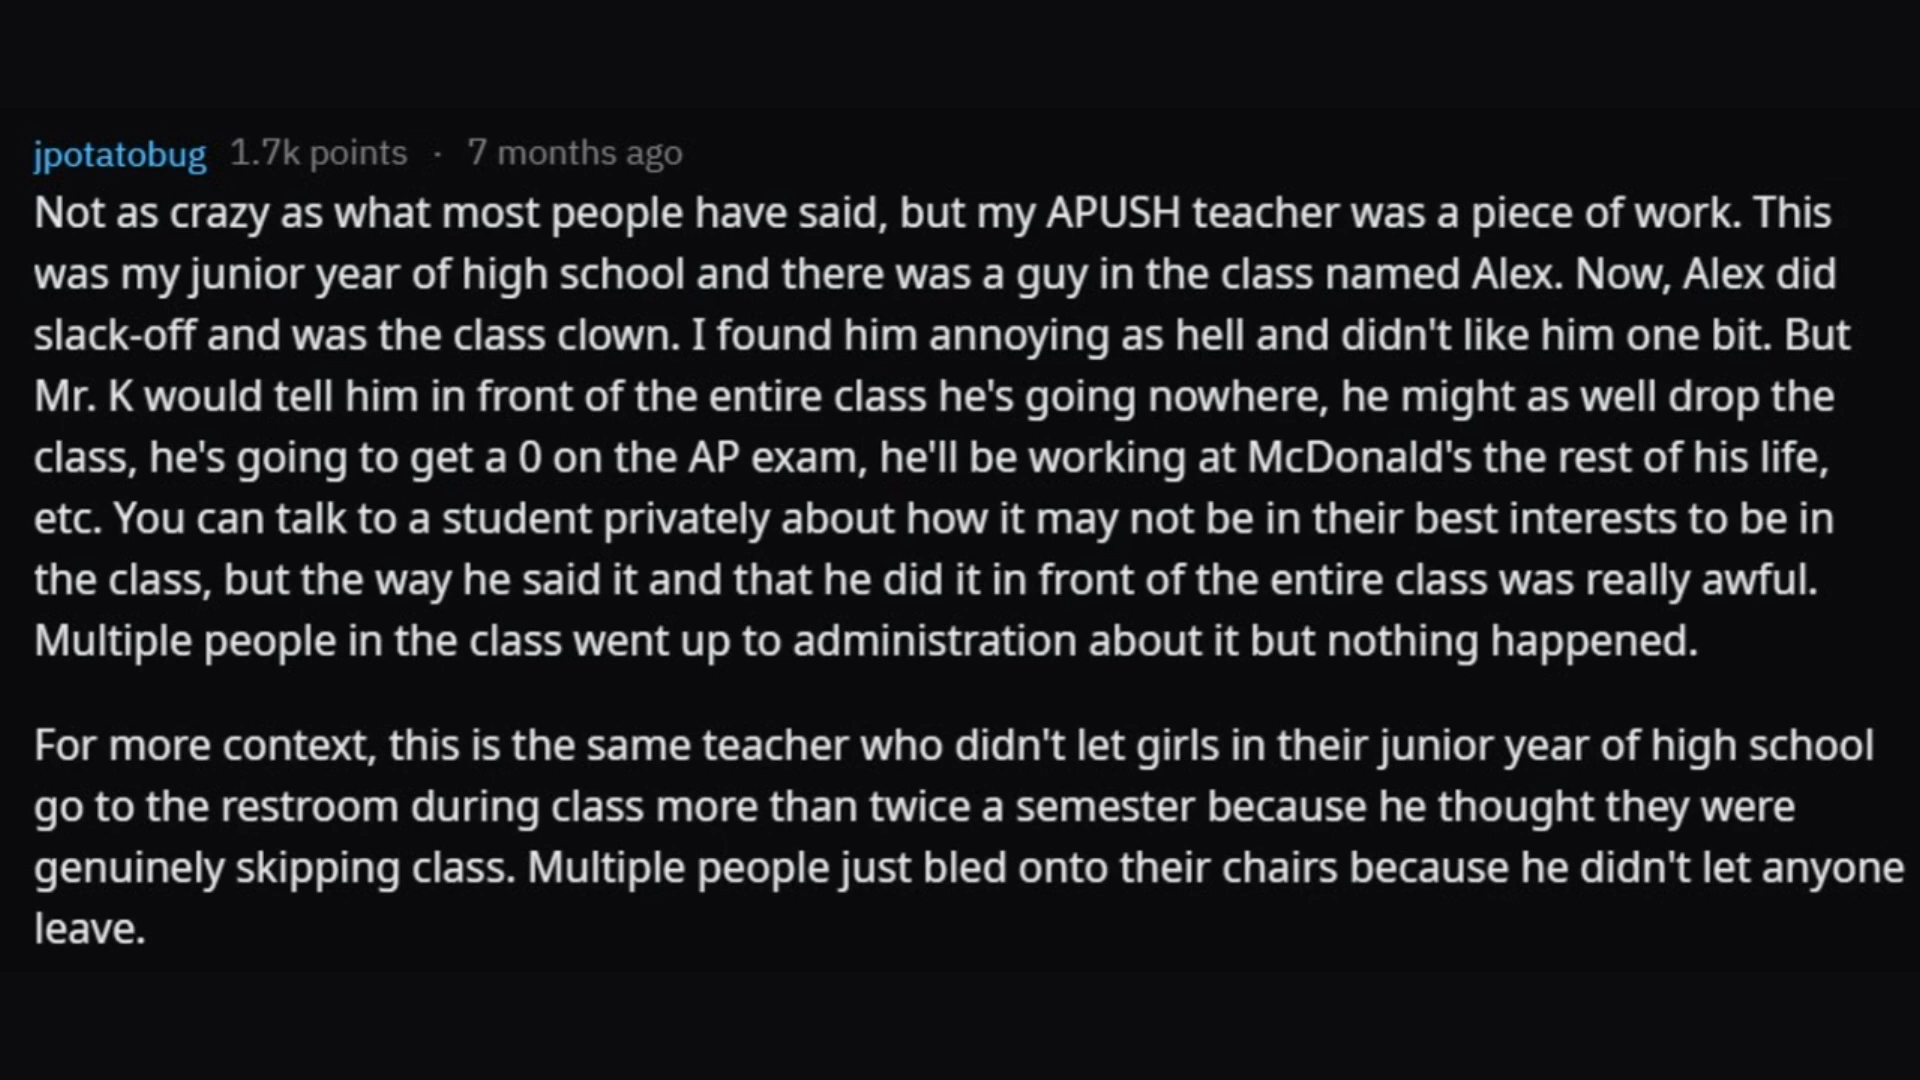 jpotatobug 1.7k points · 7 months ago
Not as crazy as what most people have said, but my APUSH teacher was a piece of work. This
was my junior year of high school and there was a guy in the class named Alex. Now, Alex did
slack-off and was the class clown. I found him annoying as hell and didn't like him one bit. But
Mr. K would tell him in front of the entire class he's going nowhere, he might as well drop the
class, he's going to get a 0 on the AP exam, he'll be working at McDonald's the rest of his life,
etc. You can talk to a student privately about how it may not be in their best interests to be in
the class, but the way he said it and that he did it in front of the entire class was really awful.
Multiple people in the class went up to administration about it but nothing happened.
For more context, this is the same teacher who didn't let girls in their junior year of high school
go to the restroom during class more than twice a semester because he thought they were
genuinely skipping class. Multiple people just bled onto their chairs because he didn't let anyone
leave.